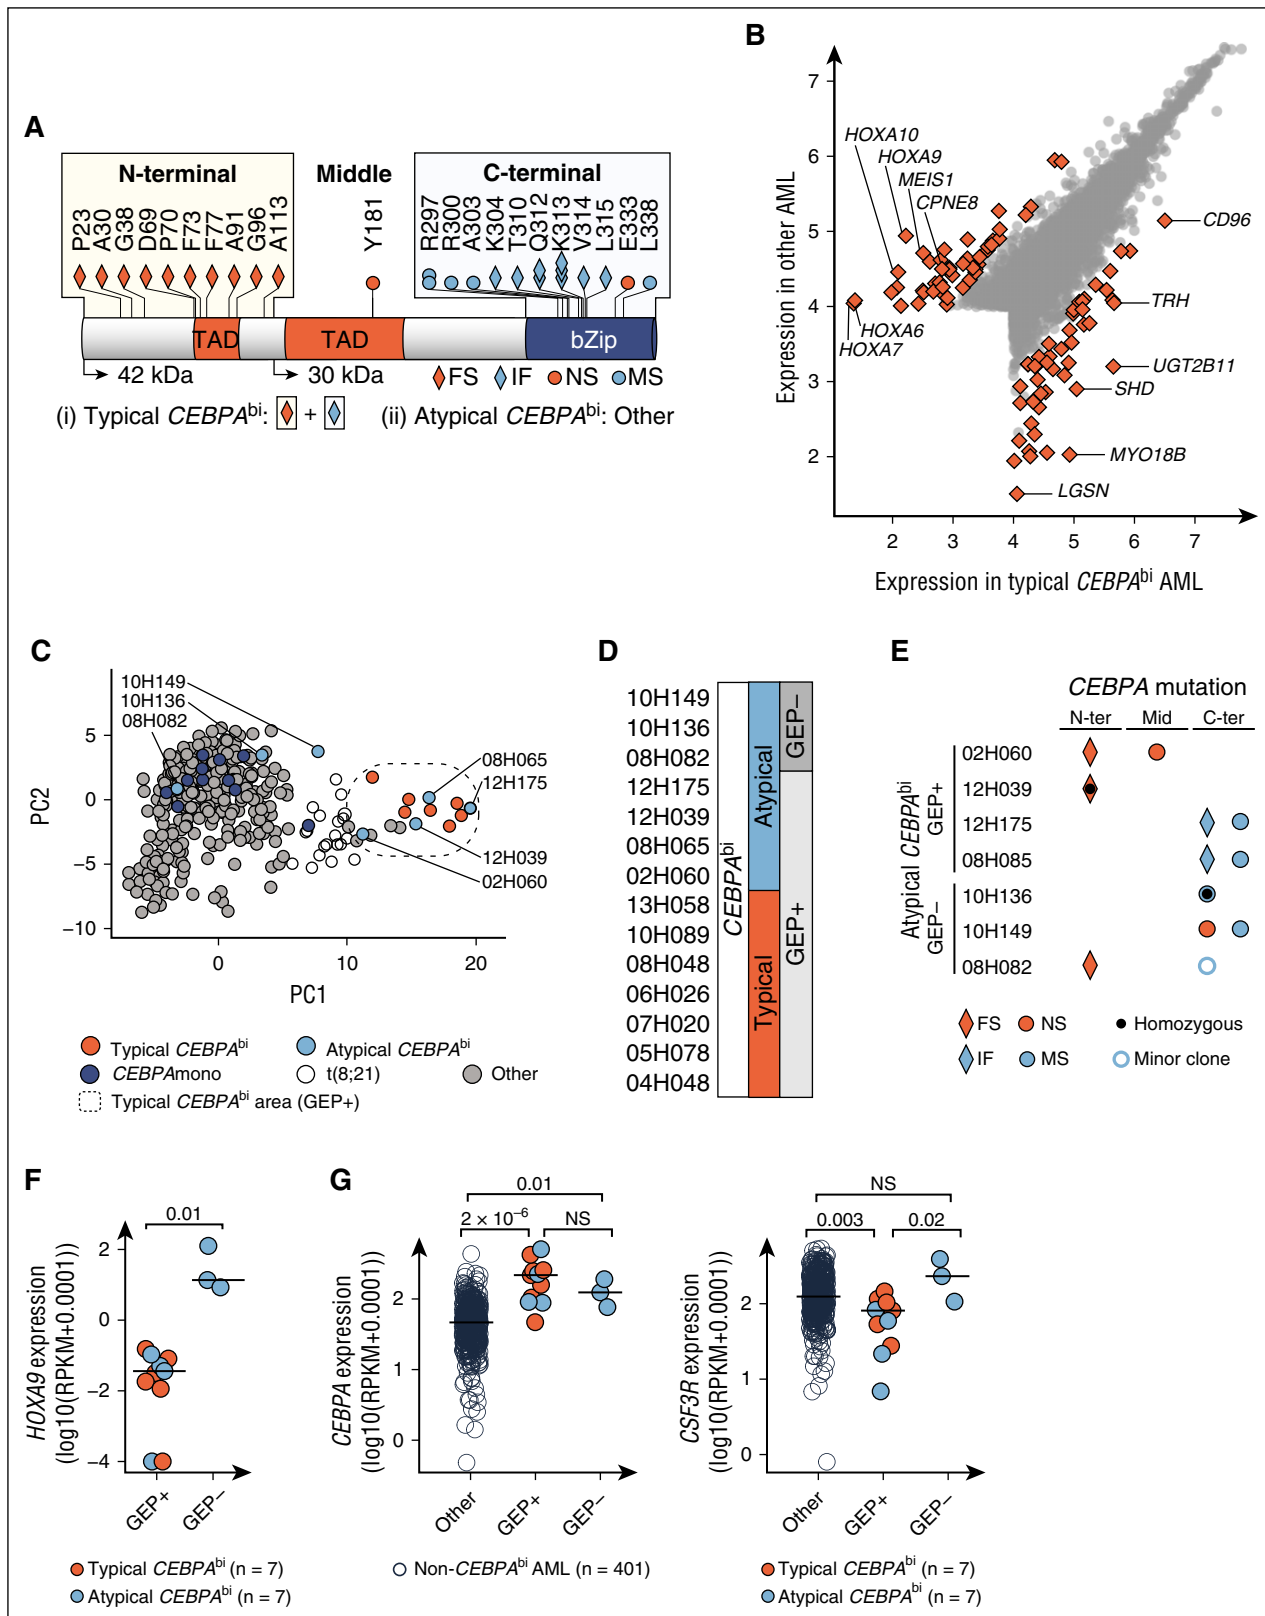 A
N-terminal
Middle
C-terminal
P23
A30
G38
D69
P70
F73
F77
A91
G96
A113
Y181
R297
R300
A303
K304
T310
Q312
K313
V314
L315
E333
L338
TAD
TAD
bZip
42 kDa
30 kDa
FS
IF
NS
MS
(i) Typical CEBPAbi: +
(ii) Atypical CEBPAbi: Other
B
Expression in other AML
7
6
5
4
3
2
HOXA10
HOXA9
MEIS1
CPNE8
HOXA6
HOXA7
CD96
TRH
UGT2B11
SHD
MYO18B
LGSN
2 3 4 5 6 7
Expression in typical CEBPAbi AML
C
10H149
10H136
08H082
08H065
12H175
12H039
02H060
PC2
5
0
−5
−10
0 10 20
PC1
Typical CEBPAbi
Atypical CEBPAbi
CEBPAmono
t(8;21)
Other
Typical CEBPAbi area (GEP+)
D
10H149
10H136
08H082
12H175
12H039
08H065
02H060
13H058
10H089
08H048
06H026
07H020
05H078
04H048
CEBPAbi
Atypical
Typical
GEP−
GEP+
E
CEBPA mutation
N-ter Mid C-ter
Atypical CEBPAbi
GEP+
GEP−
02H060
12H039
12H175
08H085
10H136
10H149
08H082
FS
NS
Homozygous
IF
MS
Minor clone
F
HOXA9 expression
(log10(RPKM+0.0001))
0.01
2
0
−2
−4
GEP+
GEP−
Typical CEBPAbi (n = 7)
Atypical CEBPAbi (n = 7)
G
CEBPA expression
(log10(RPKM+0.0001))
0.01
2 × 10−6
NS
2
1
0
Other
GEP+
GEP−
Non-CEBPAbi AML (n = 401)
CSF3R expression
(log10(RPKM+0.0001))
NS
0.003
0.02
2
1
0
Other
GEP+
GEP−
Typical CEBPAbi (n = 7)
Atypical CEBPAbi (n = 7)